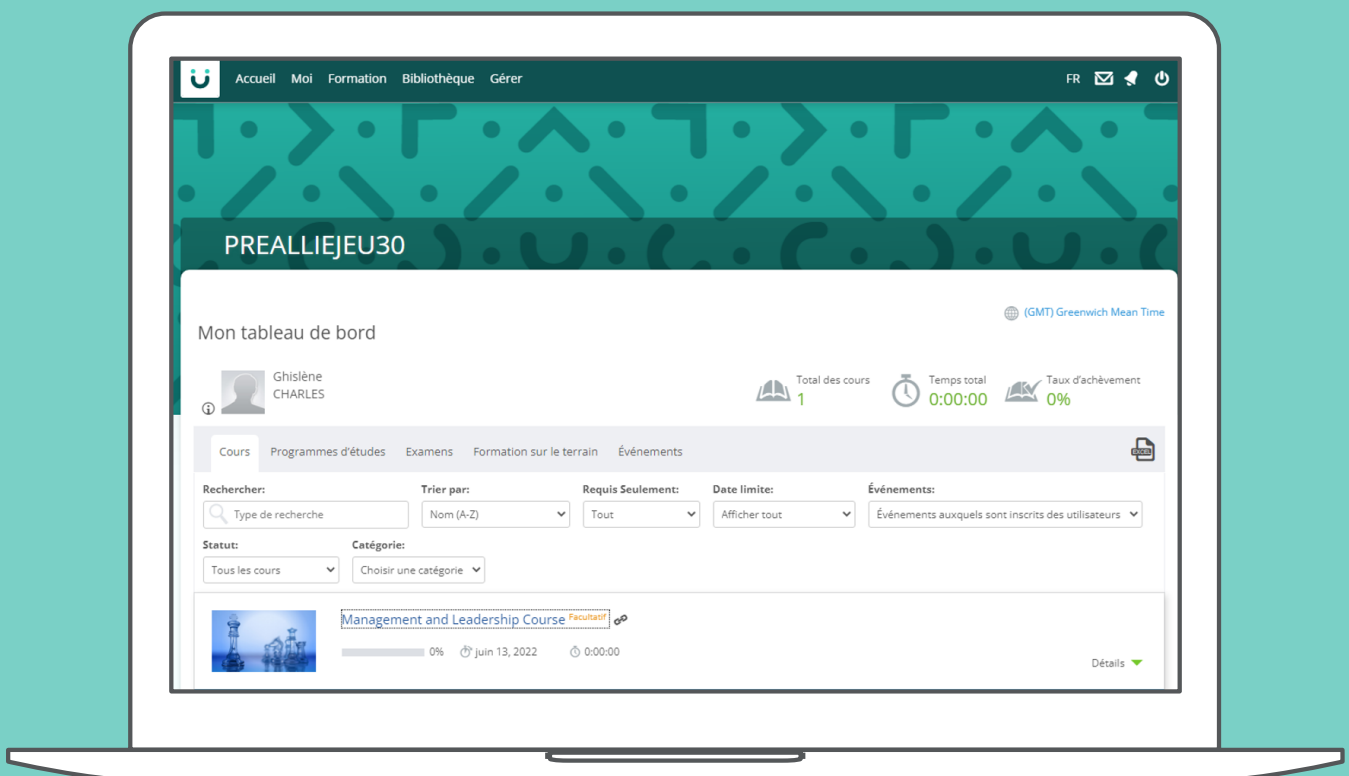 Accueil Moi Formation Bibliothèque Gérer FR
PREALLIEJEU30
(GMT) Greenwich Mean Time
Mon tableau de bord
Ghislène
CHARLES
Total des cours
1
Temps total
0:00:00
Taux d'achèvement
0%
Cours Programmes d'études Examens Formation sur le terrain Événements
EXCEL
Rechercher: Trier par: Requis Seulement: Date limite: Événements:
Type de recherche Nom (A-Z) Tout Afficher tout Événements auxquels sont inscrits des utilisateurs
Statut: Catégorie:
Tous les cours Choisir une catégorie
Management and Leadership Course Facultatif
0% juin 13, 2022 0:00:00
Détails